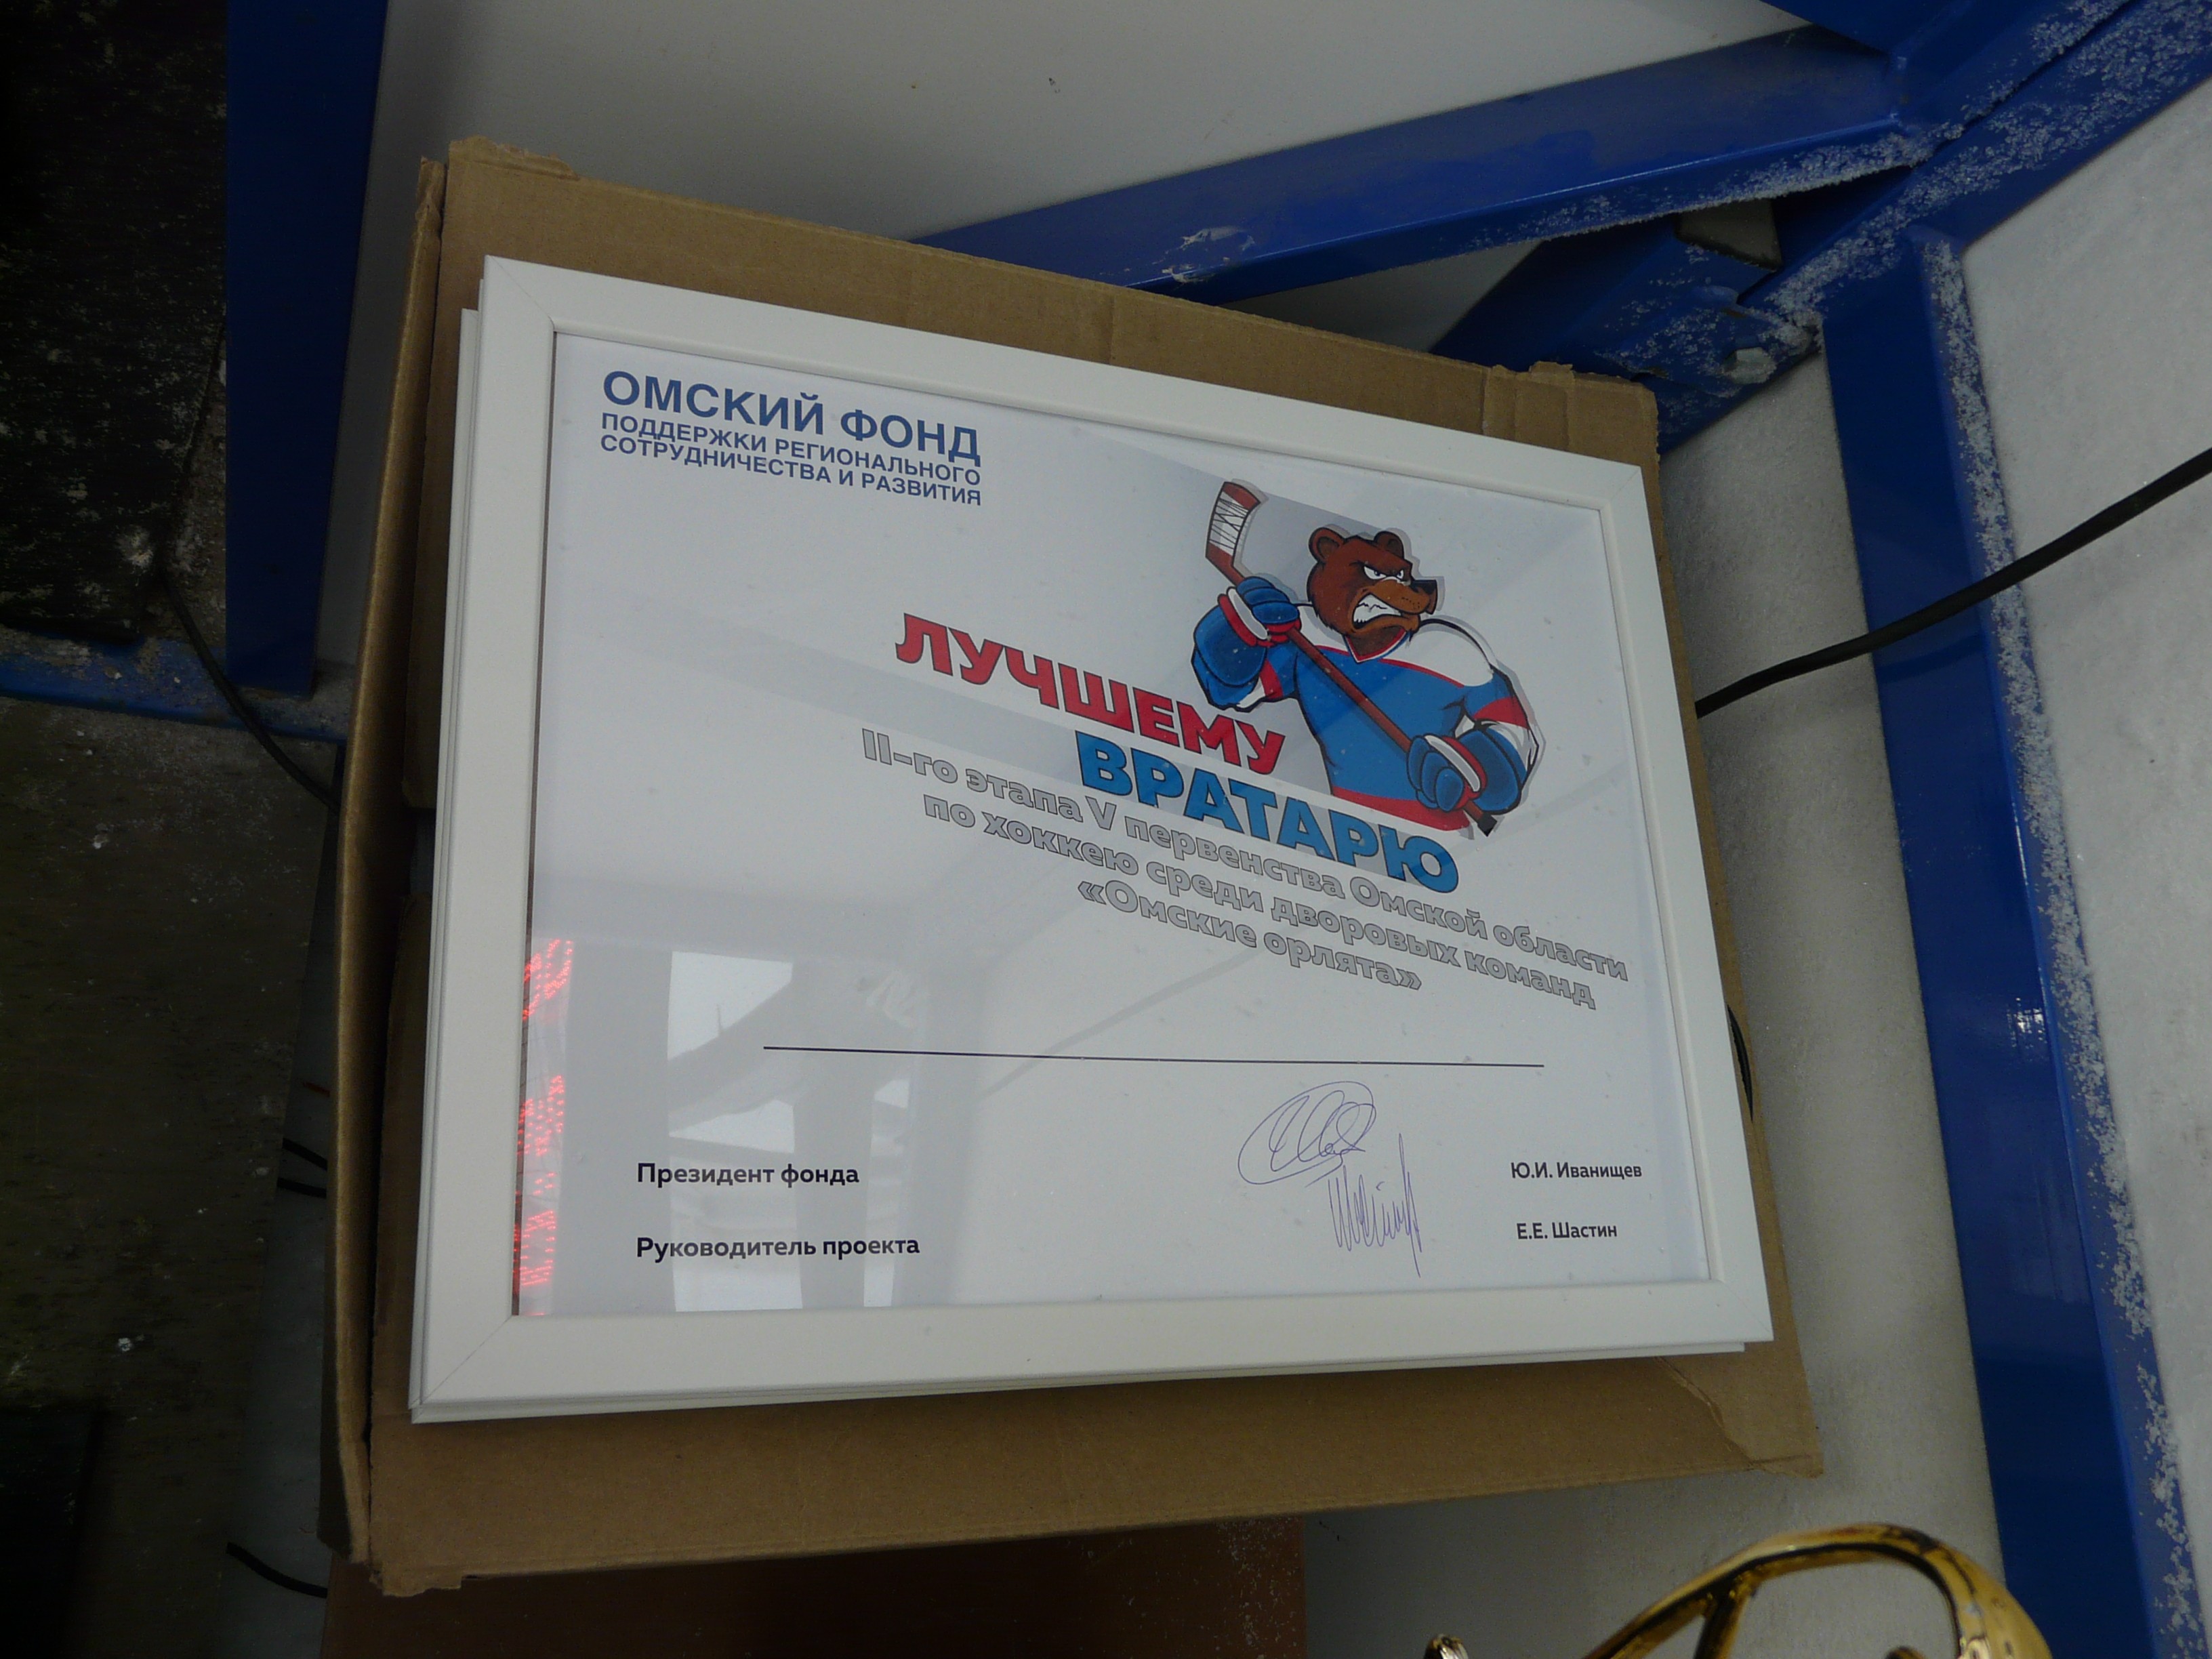 ОМСКИЙ ФОНД
ПОДДЕРЖКИ РЕГИОНАЛЬНОГО
СОТРУДНИЧЕСТВА И РАЗВИТИЯ
ЛУЧШЕМУ
ВРАТАРЮ
II-го этапа V первенства Омской области
по хоккею среди дворовых команд
«Омские орлята»
Президент фонда Ю.И. Иванищев
Руководитель проекта Е.Е. Шастин